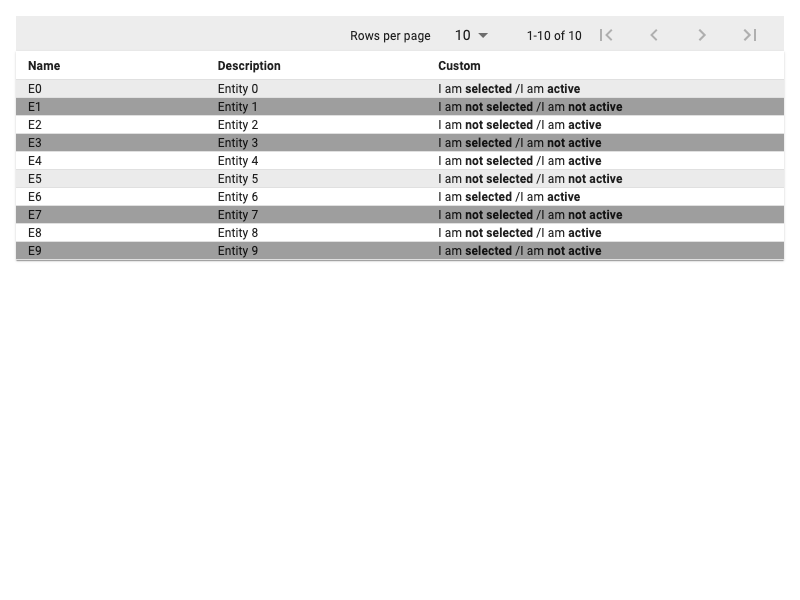 Rows per page 10 1-10 of 10
Name Description Custom
E0 Entity 0 I am selected /I am active
E1 Entity 1 I am not selected /I am not active
E2 Entity 2 I am not selected /I am active
E3 Entity 3 I am selected /I am not active
E4 Entity 4 I am not selected /I am active
E5 Entity 5 I am not selected /I am not active
E6 Entity 6 I am selected /I am active
E7 Entity 7 I am not selected /I am not active
E8 Entity 8 I am not selected /I am active
E9 Entity 9 I am selected /I am not active